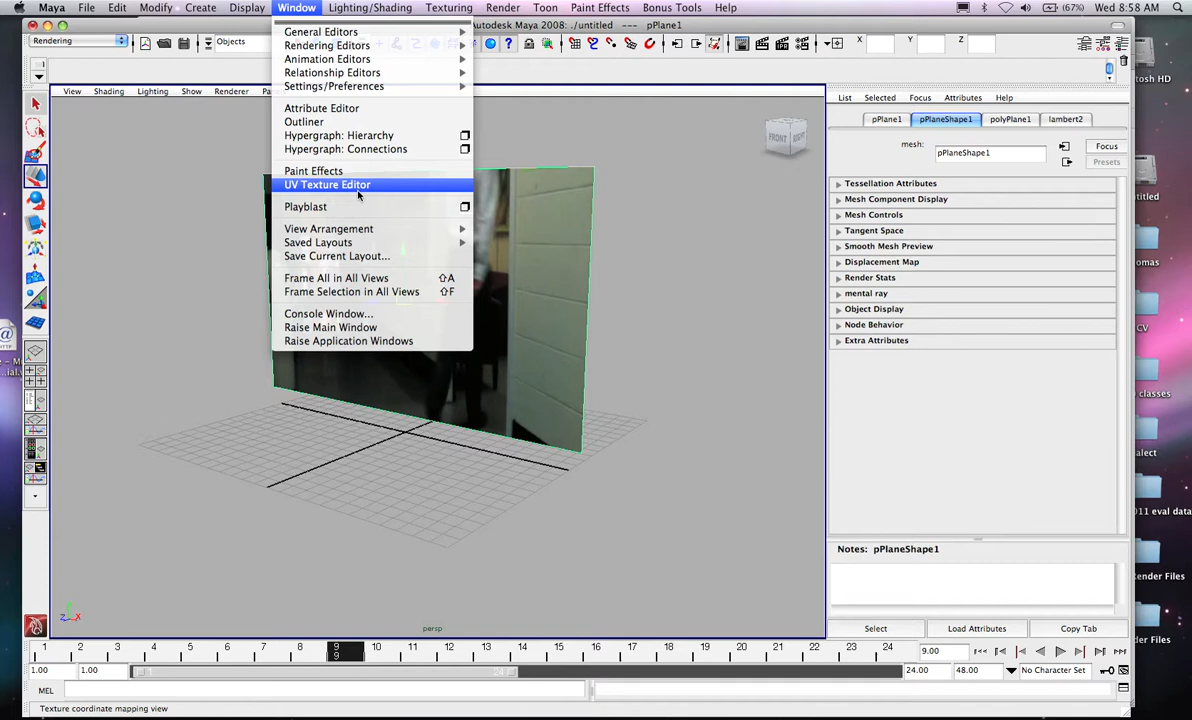 Maya File Edit Modify Create Display Window Lighting/Shading Texturing Render Toon Paint Effects Muscle Bonus Tools Help (67%) Wed 8:58 AM
Autodesk Maya 2008: ./untitled --- pPlane1
Rendering Objects X Y Z
General Editors
Rendering Editors
Animation Editors
Relationship Editors
Settings/Preferences
Attribute Editor
Outliner
Hypergraph: Hierarchy
Hypergraph: Connections
Paint Effects
UV Texture Editor
Playblast
View Arrangement
Saved Layouts
Save Current Layout...
Frame All in All Views ⇧A
Frame Selection in All Views ⇧F
Console Window...
Raise Main Window
Raise Application Windows
View Shading Lighting Show Renderer
FRONT RIGHT
List Selected Focus Attributes Help
pPlane1 pPlaneShape1 polyPlane1 lambert2
mesh: pPlaneShape1
Focus
Presets
Tessellation Attributes
Mesh Component Display
Mesh Controls
Tangent Space
Smooth Mesh Preview
Displacement Map
Render Stats
mental ray
Object Display
Node Behavior
Extra Attributes
Notes: pPlaneShape1
Select Load Attributes Copy Tab
z x
persp
1 2 3 4 5 6 7 8 9 10 11 12 13 14 15 16 17 18 19 20 21 22 23 24
9
9.00
1.00 1.00 24 24.00 48.00 No Character Set
MEL
Texture coordinate mapping view
HTTP